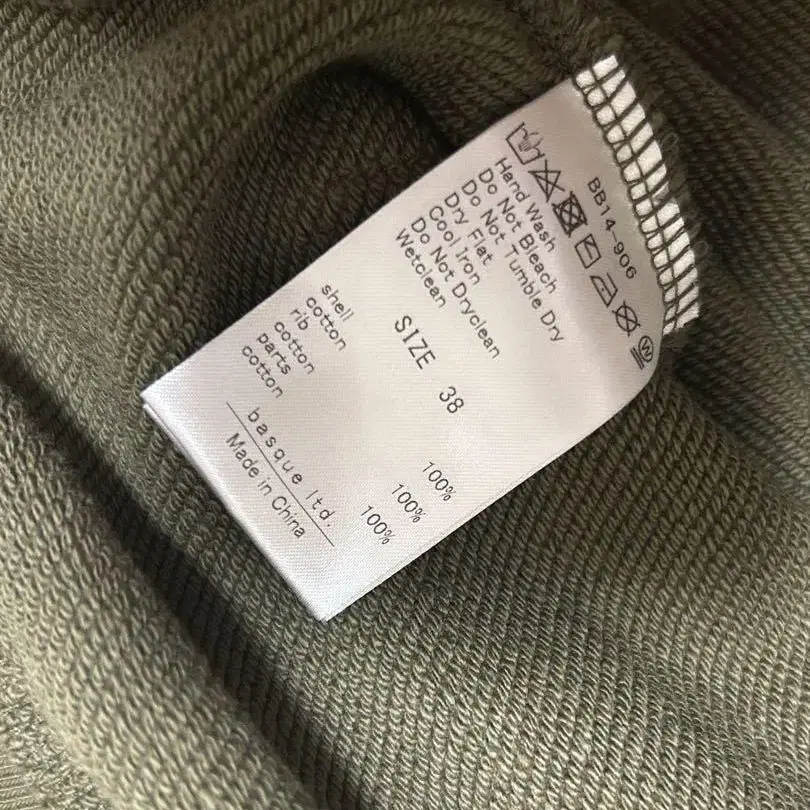 BB14-906
Hand Wash
Do Not Bleach
Do Not Tumble Dry
Dry Flat
Cool Iron
Do Not Dryclean
Wetclean
SIZE 38
shell
cotton 100%
rib
cotton 100%
parts
cotton 100%
basque ltd.
Made in China